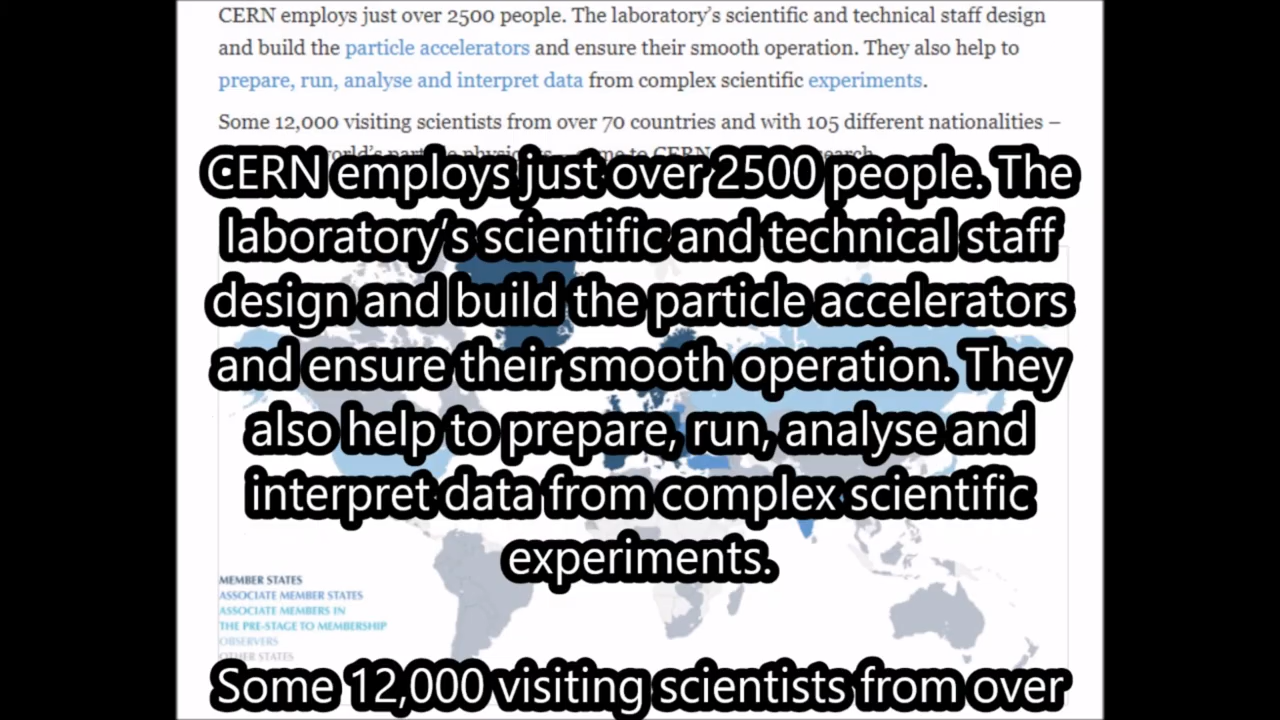 CERN employs just over 2500 people. The laboratory's scientific and technical staff design
and build the particle accelerators and ensure their smooth operation. They also help to
prepare, run, analyse and interpret data from complex scientific experiments.
Some 12,000 visiting scientists from over 70 countries and with 105 different nationalities –
CERN employs just over 2500 people. The
laboratory's scientific and technical staff
design and build the particle accelerators
and ensure their smooth operation. They
also help to prepare, run, analyse and
interpret data from complex scientific
experiments.
MEMBER STATES
ASSOCIATE MEMBER STATES
ASSOCIATE MEMBERS IN
THE PRE-STAGE TO MEMBERSHIP
OBSERVERS
OTHER STATES
Some 12,000 visiting scientists from over